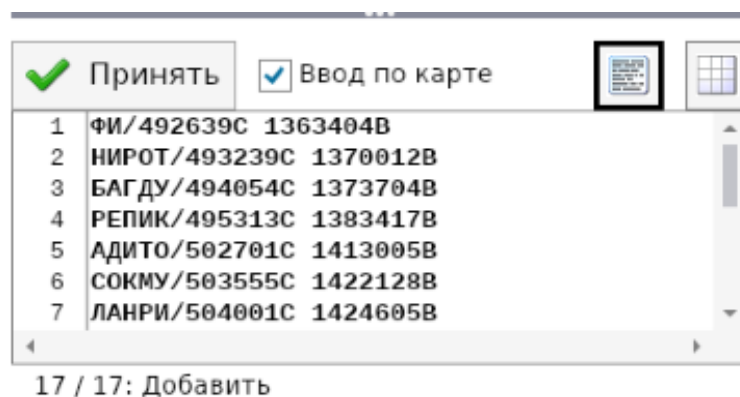 Принять Ввод по карте
1 ФИ/492639С 1363404В
2 НИРОТ/493239С 1370012В
3 БАГДУ/494054С 1373704В
4 РЕПИК/495313С 1383417В
5 АДИТО/502701С 1413005В
6 СОКМУ/503555С 1422128В
7 ЛАНРИ/504001С 1424605В
17 / 17: Добавить